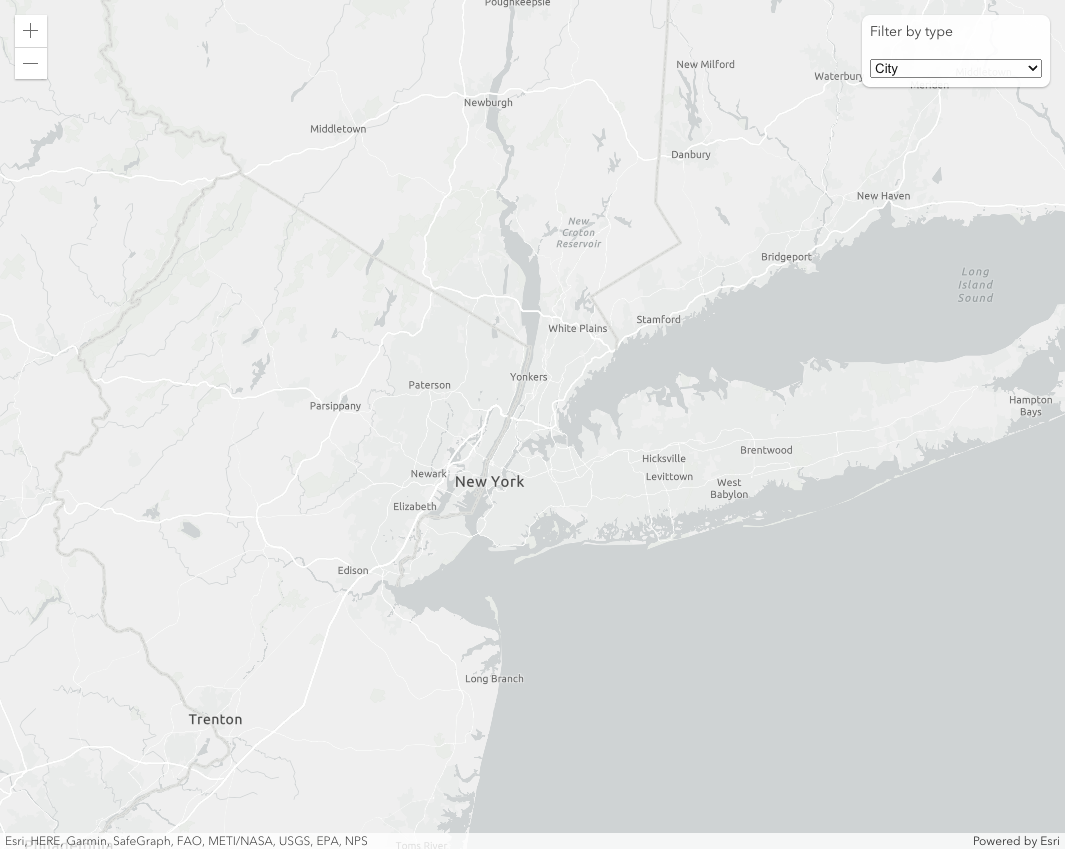 Poughkeepsie
Filter by type
City
New Milford
Waterbury
Middletown
Meriden
Newburgh
Middletown
Danbury
New Haven
New
Croton
Reservoir
Bridgeport
Long
Island
Sound
Stamford
White Plains
Yonkers
Paterson
Parsippany
Hampton
Bays
Brentwood
Hicksville
Newark
Levittown
New York
West
Babylon
Elizabeth
Edison
Long Branch
Trenton
Esri, HERE, Garmin, SafeGraph, FAO, METI/NASA, USGS, EPA, NPS
Powered by Esri
Toms River